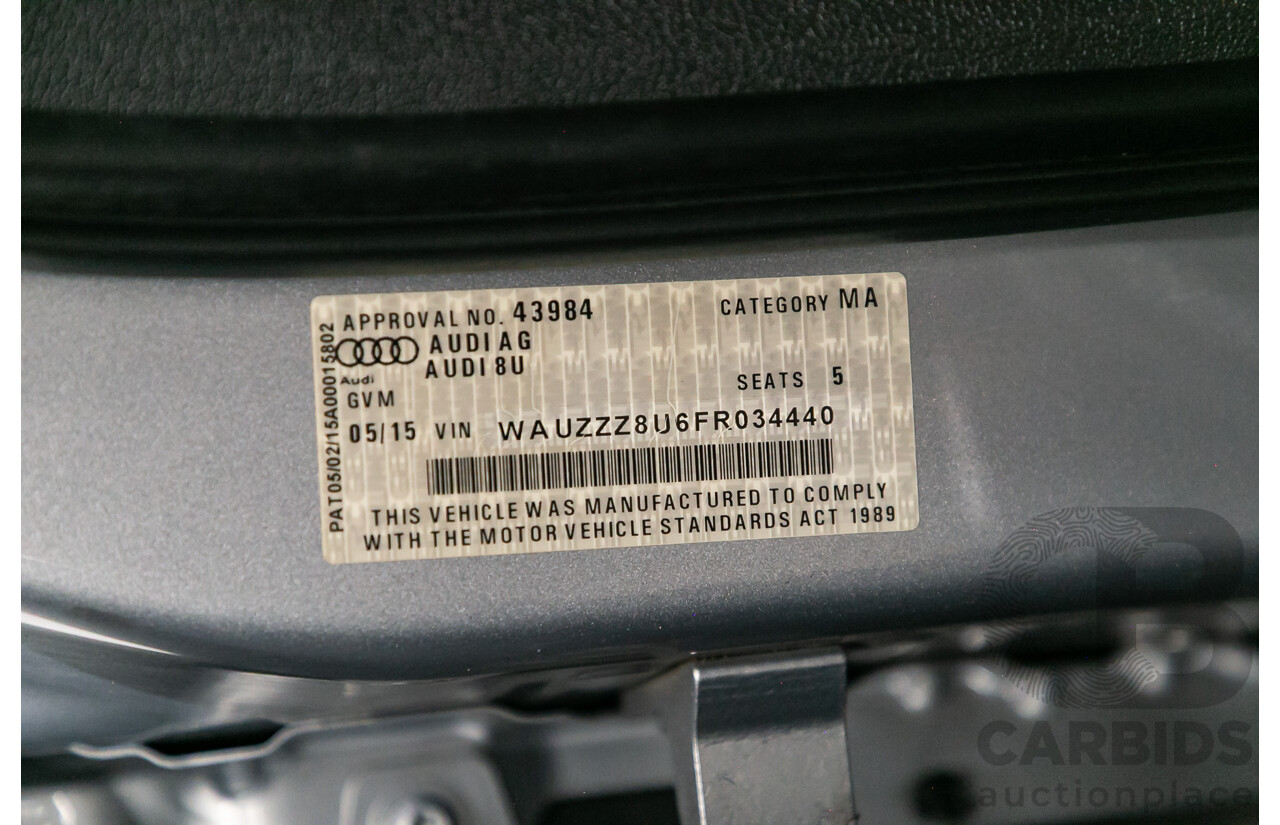 APPROVAL NO. 43984 CATEGORY MA
AUDI AG
AUDI 8U
Audi
SEATS 5
GVM
05/15 VIN WAUZZZ8U6FR034440
THIS VEHICLE WAS MANUFACTURED TO COMPLY
WITH THE MOTOR VEHICLE STANDARDS ACT 1989
PAT05/02/15A00015802
CB
CARBIDS
auctionplace